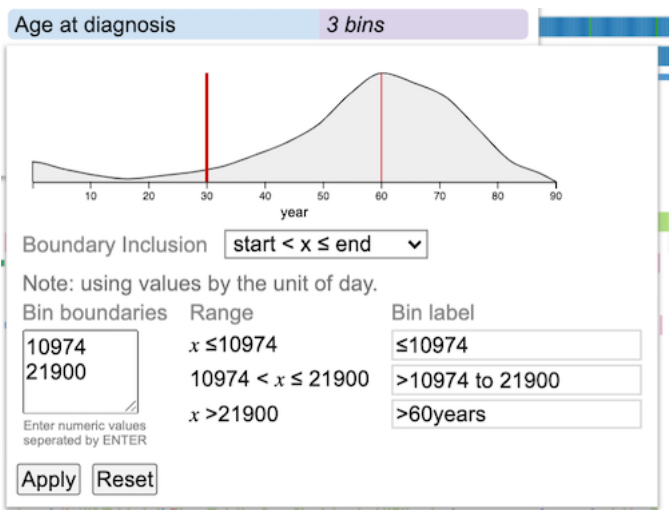 Age at diagnosis 3 bins
10 20 30 40 50 60 70 80 90
year
Boundary Inclusion start < x ≤ end
Note: using values by the unit of day.
Bin boundaries Range Bin label
10974 x ≤10974 ≤10974
21900 10974 < x ≤ 21900 >10974 to 21900
x >21900 >60years
Enter numeric values
seperated by ENTER
Apply Reset